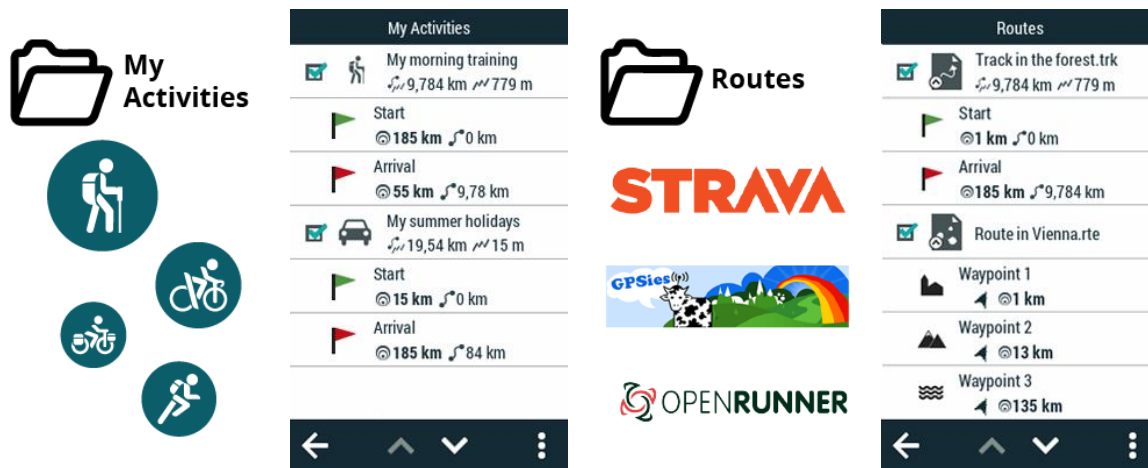 My
Activities
My Activities
My morning training
9,784 km 779 m
Start
185 km 0 km
Arrival
55 km 9,78 km
My summer holidays
19,54 km 15 m
Start
15 km 0 km
Arrival
185 km 84 km
Routes
STRAVA
GPSies
OPENRUNNER
Routes
Track in the forest.trk
9,784 km 779 m
Start
1 km 0 km
Arrival
185 km 9,784 km
Route in Vienna.rte
Waypoint 1
1 km
Waypoint 2
13 km
Waypoint 3
135 km